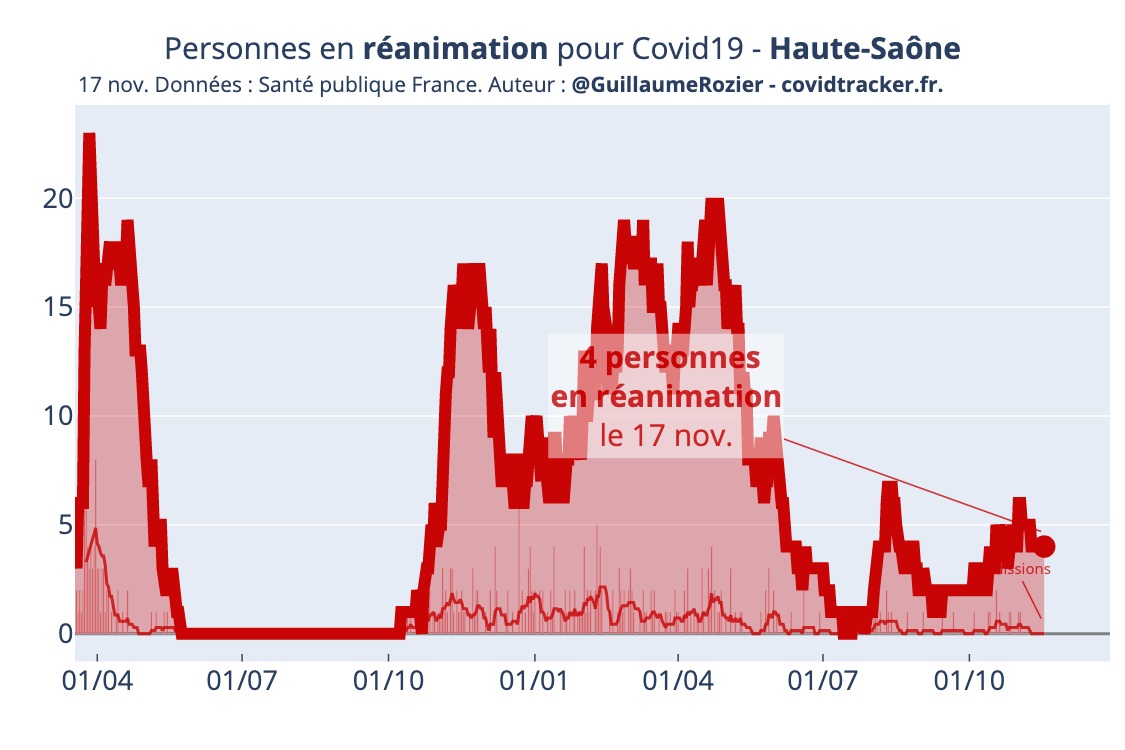 Personnes en réanimation pour Covid19 - Haute-Saône
17 nov. Données : Santé publique France. Auteur : @GuillaumeRozier - covidtracker.fr.
20
15
10
5
0
4 personnes
en réanimation
le 17 nov.
01/04 01/07 01/10 01/01 01/04 01/07 01/10